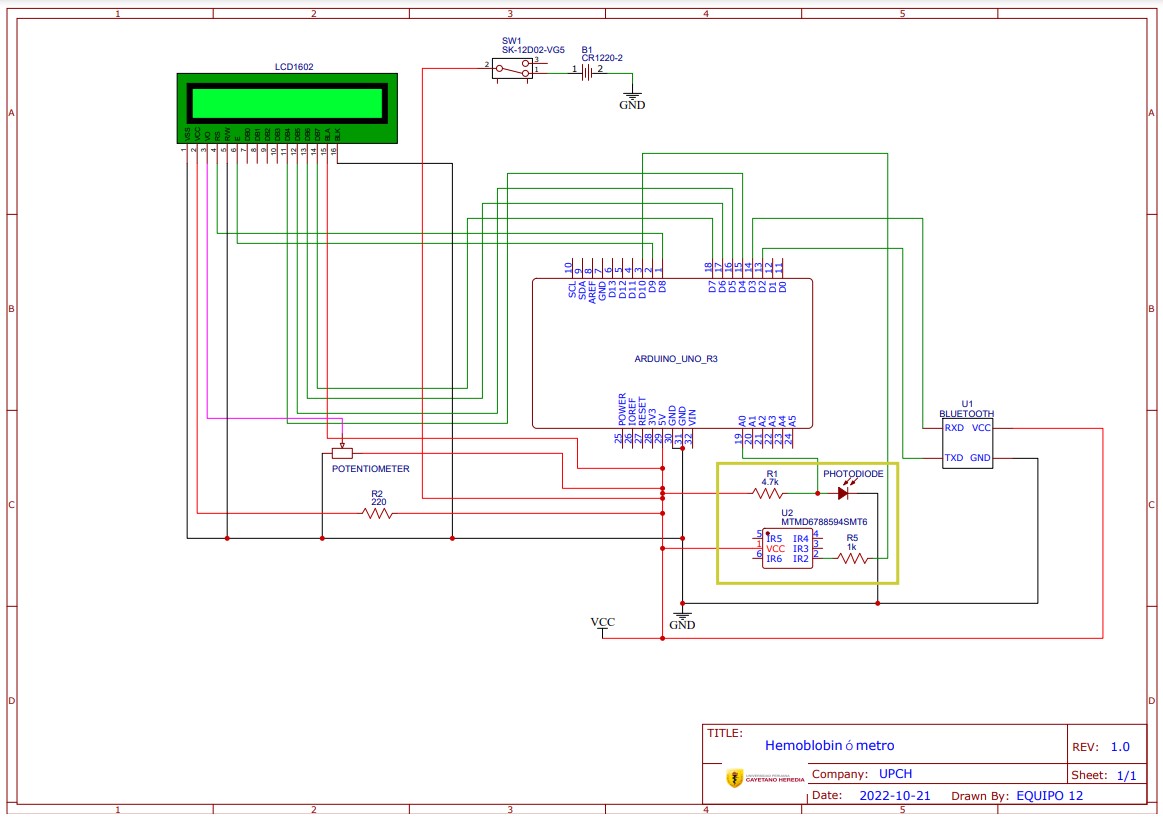 1 2 3 4 5
A
B
C
D
A
B
C
D
1 2 3 4 5
LCD1602
VSS VCC VO RS R/W E DB0 DB1 DB2 DB3 DB4 DB5 DB6 DB7 BLA BLK
1 2 3 4 5 6 7 8 9 10 11 12 13 14 15 16
SW1
SK-12D02-VG5
2 3 1
B1
CR1220-2
1 2
GND
10 9 8 7 6 5 4 3 2 1 18 17 16 15 14 13 12 11
SCL SDA AREF GND D13 D12 D11 D10 D9 D8 D7 D6 D5 D4 D3 D2 D1 D0
ARDUINO_UNO_R3
POWER IOREF RESET 3V3 5V GND GND VIN A0 A1 A2 A3 A4 A5
25 26 27 28 29 30 31 32 19 20 21 22 23 24
U1
BLUETOOTH
RXD VCC
TXD GND
POTENTIOMETER
R2
220
R1
4.7k
PHOTODIODE
U2
MTMD6788594SMT6
5 IR5 IR4 4
1 VCC IR3 3
6 IR6 IR2 2
R5
1k
VCC
GND
TITLE:
Hemoblobin ó metro
REV: 1.0
UNIVERSIDAD PERUANA
CAYETANO HEREDIA
Company: UPCH
Sheet: 1/1
Date: 2022-10-21 Drawn By: EQUIPO 12